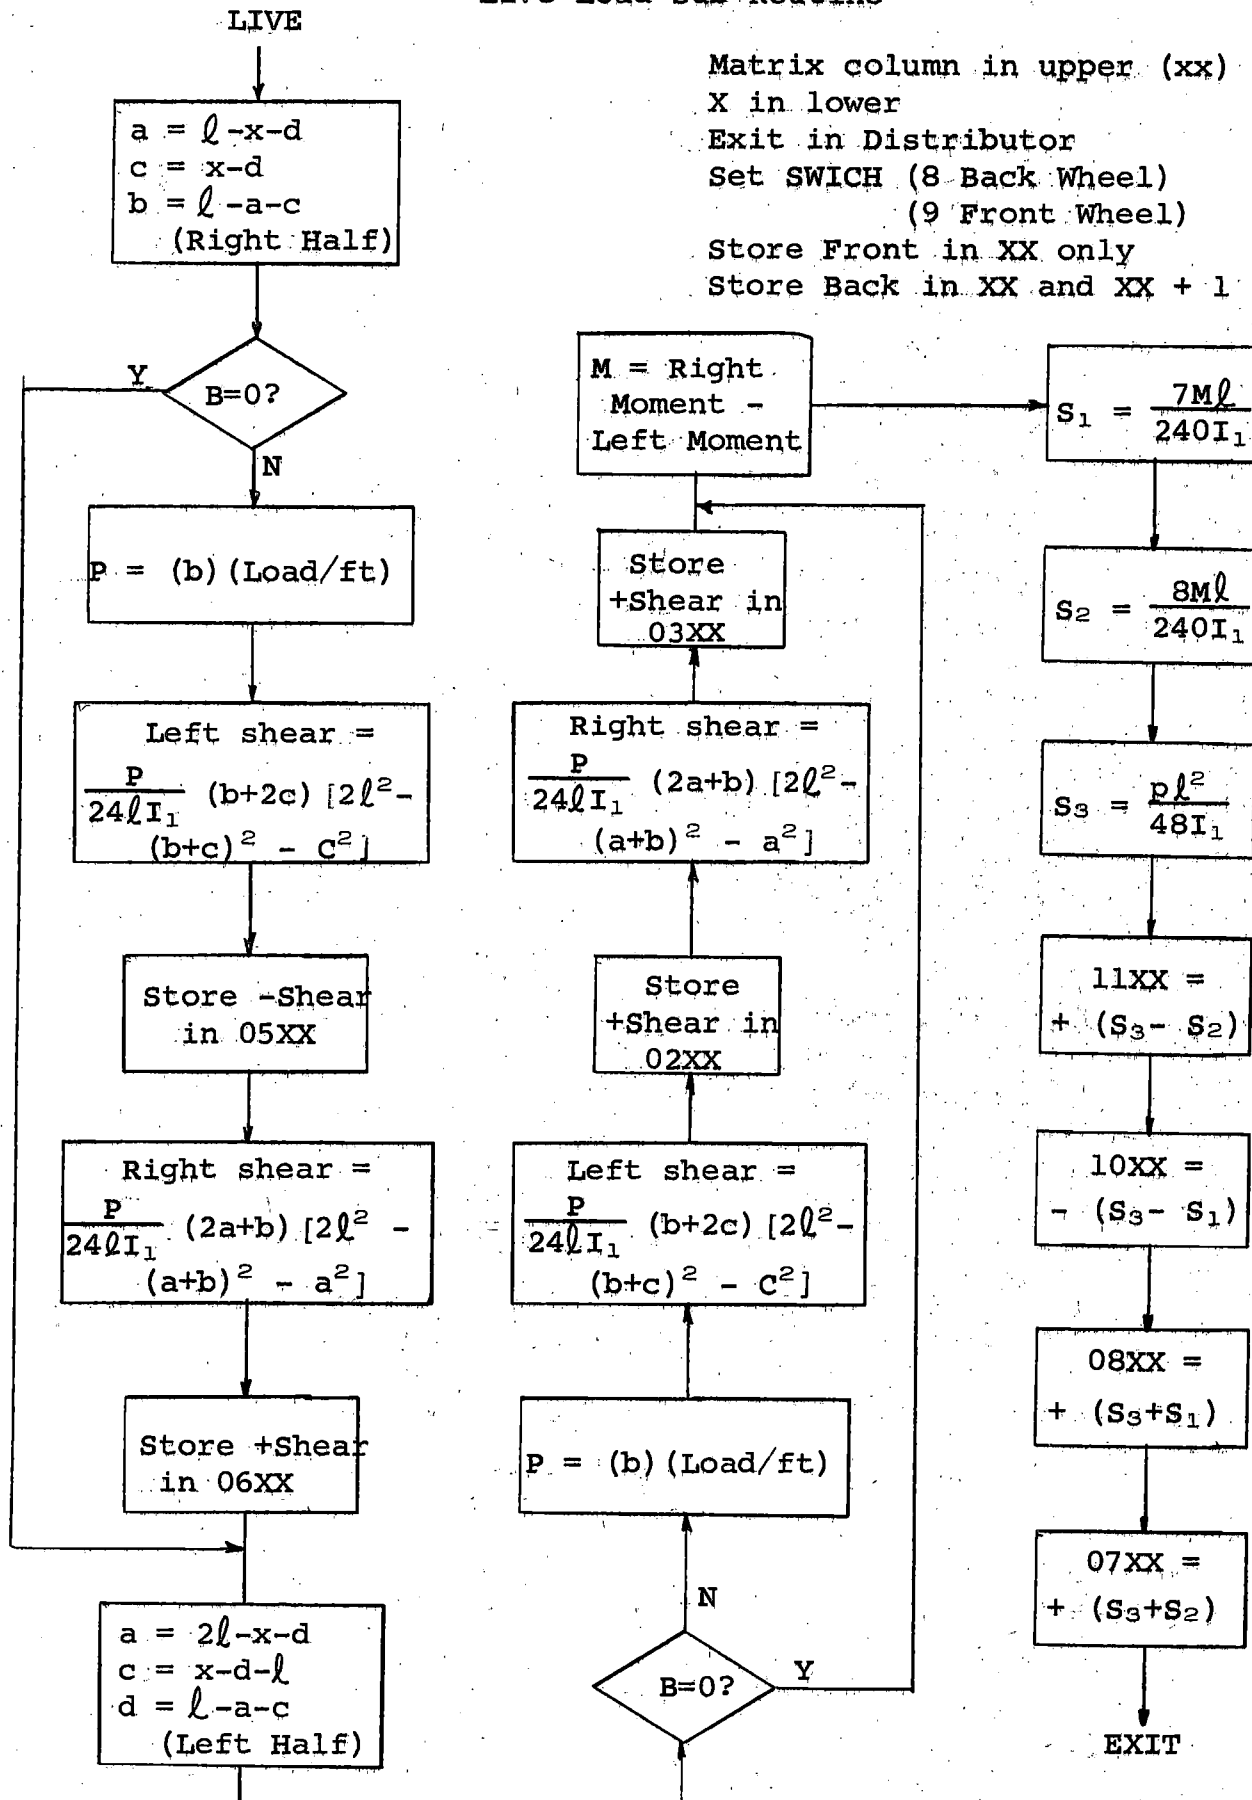 LIVE
Matrix column in upper (xx)
X in lower
Exit in Distributor
Set SWICH (8 Back Wheel)
(9 Front Wheel)
Store Front in XX only
Store Back in XX and XX + 1
a = ℓ-x-d
c = x-d
b = ℓ-a-c
(Right Half)
Y
B=0?
N
P = (b)(Load/ft)
Left shear =
P/24ℓI₁ (b+2c) [2ℓ²-
(b+c)² - C²]
Store -Shear
in 05XX
Right shear =
P/24ℓI₁ (2a+b) [2ℓ² -
(a+b)² - a²]
Store +Shear
in 06XX
a = 2ℓ-x-d
c = x-d-ℓ
d = ℓ-a-c
(Left Half)
M = Right
Moment -
Left Moment
Store
+Shear in
03XX
Right shear =
P/24ℓI₁ (2a+b) [2ℓ²-
(a+b)² - a²]
Store
+Shear in
02XX
Left shear =
P/24ℓI₁ (b+2c) [2ℓ²-
(b+c)² - C²]
P = (b)(Load/ft)
N
B=0?
Y
S₁ = 7Mℓ/240I₁
S₂ = 8Mℓ/240I₁
S₃ = pℓ²/48I₁
11XX =
+ (S₃- S₂)
10XX =
- (S₃- S₁)
08XX =
+ (S₃+S₁)
07XX =
+ (S₃+S₂)
EXIT